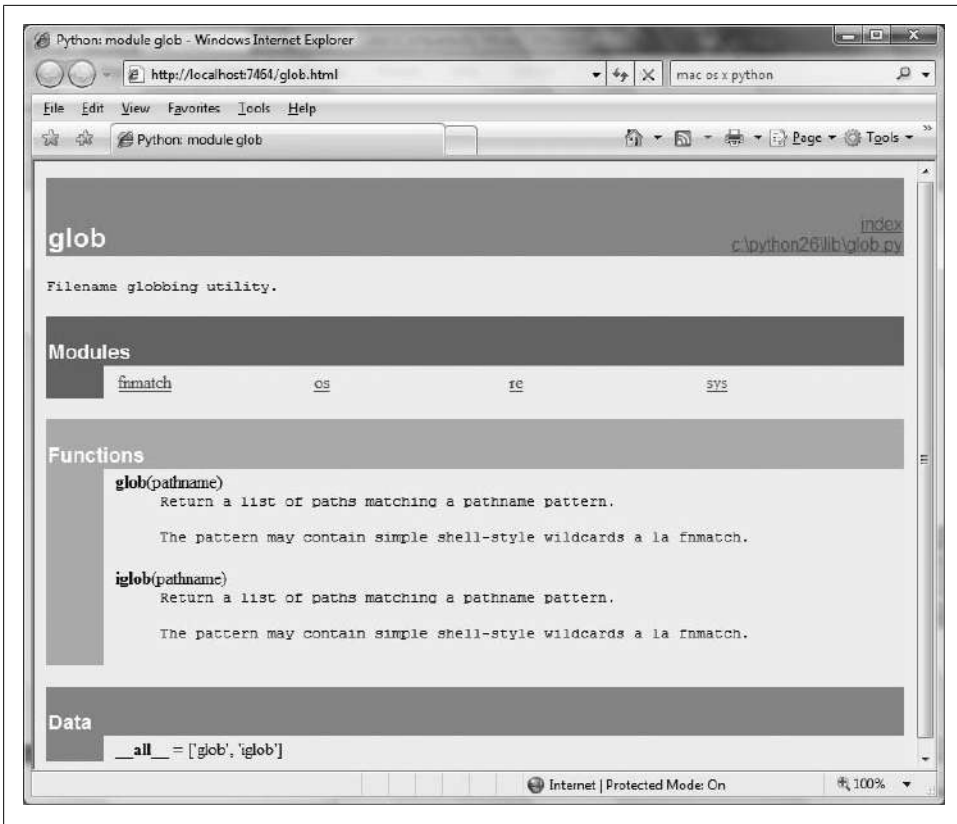 Python: module glob - Windows Internet Explorer
http://localhost:7464/glob.html
mac os x python
File Edit View Favorites Tools Help
Python: module glob
Page Tools
glob
index
c:\python26\lib\glob.py
Filename globbing utility.
Modules
fnmatch os re sys
Functions
glob(pathname)
Return a list of paths matching a pathname pattern.
The pattern may contain simple shell-style wildcards a la fnmatch.
iglob(pathname)
Return a list of paths matching a pathname pattern.
The pattern may contain simple shell-style wildcards a la fnmatch.
Data
__all__ = ['glob', 'iglob']
Internet | Protected Mode: On 100%